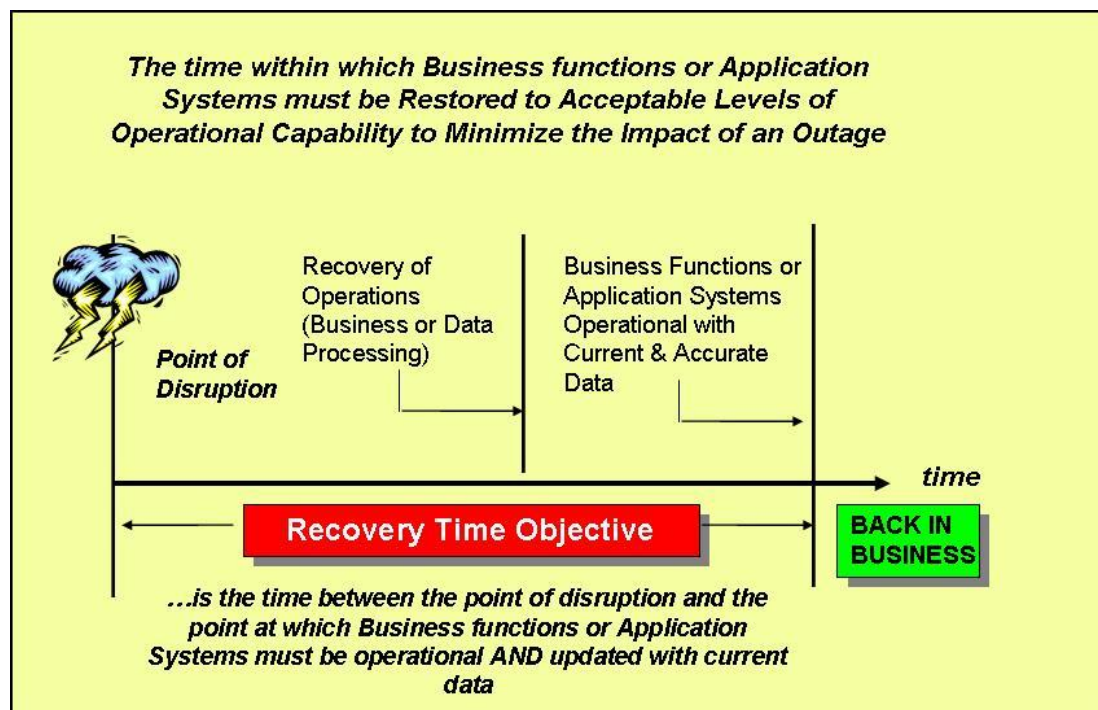 The time within which Business functions or Application
Systems must be Restored to Acceptable Levels of
Operational Capability to Minimize the Impact of an Outage
Point of
Disruption
Recovery of
Operations
(Business or Data
Processing)
Business Functions or
Application Systems
Operational with
Current & Accurate
Data
time
Recovery Time Objective
BACK IN
BUSINESS
…is the time between the point of disruption and the
point at which Business functions or Application
Systems must be operational AND updated with current
data